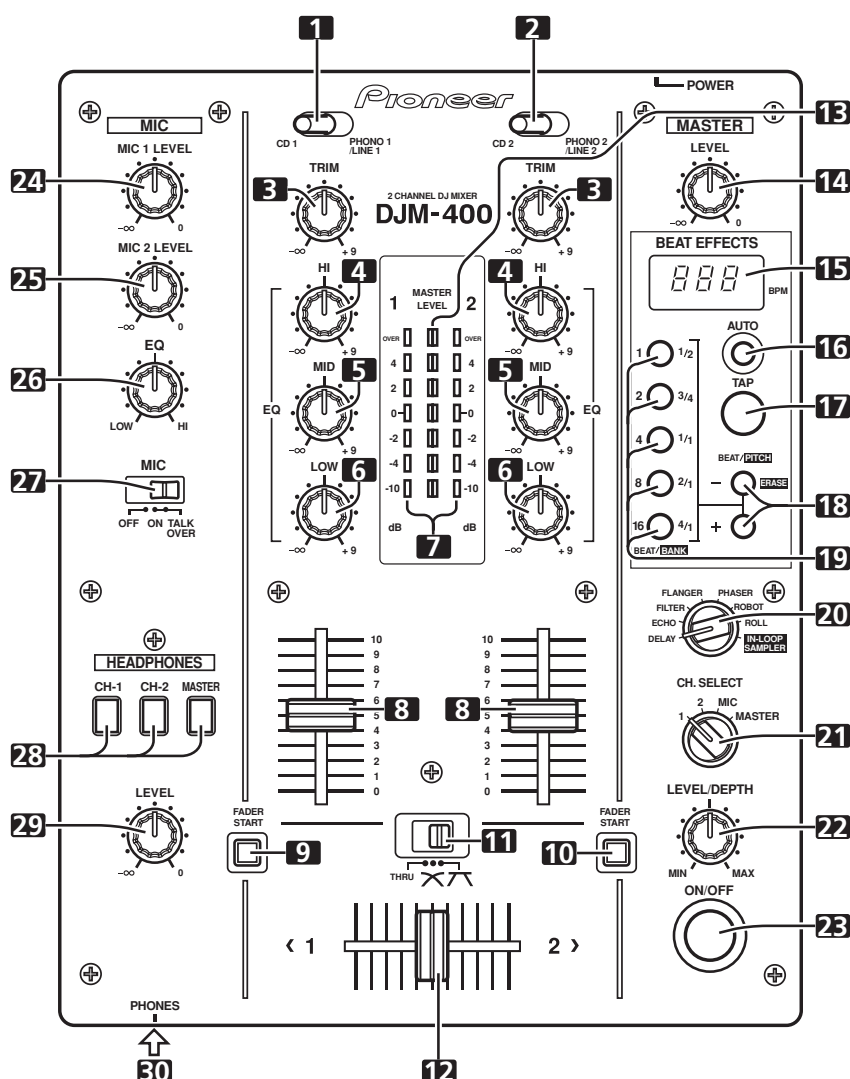 1
2
Pioneer
POWER
13
MIC
CD 1
PHONO 1
/LINE 1
CD 2
PHONO 2
/LINE 2
MASTER
MIC 1 LEVEL
TRIM
TRIM
LEVEL
24
3
2 CHANNEL DJ MIXER
DJM-400
3
14
-∞ 0
-∞ +9
-∞ +9
-∞ 0
MIC 2 LEVEL
HI
HI
BEAT EFFECTS
25
4
1
MASTER
LEVEL
2
4
888
BPM
15
-∞ 0
-∞ +9
OVER
OVER
-∞ +9
AUTO
16
EQ
MID
4
4
MID
1 1/2
26
5
2
2
5
TAP
17
2 3/4
EQ
0
0
EQ
LOW HI
-∞ +9
-2
-2
-∞ +9
4 1/1
BEAT/PITCH
MIC
LOW
-4
-4
LOW
27
6
-10
-10
6
8 2/1
−
ERASE
18
OFF ON TALK
OVER
-∞ +9
dB
7
dB
-∞ +9
16 4/1
+
BEAT/BANK
19
FLANGER
PHASER
FILTER
ROBOT
ECHO
ROLL
DELAY
IN-LOOP
SAMPLER
20
HEADPHONES
CH-1
CH-2
MASTER
28
10
9
8
7
6
5
4
3
2
1
0
8
8
10
9
8
7
6
5
4
3
2
1
0
CH. SELECT
1
2
MIC
MASTER
21
LEVEL
29
-∞ 0
FADER
START
9
11
THRU
10
FADER
START
LEVEL/DEPTH
22
MIN MAX
ON/OFF
23
‹ 1
2 ›
12
PHONES
30